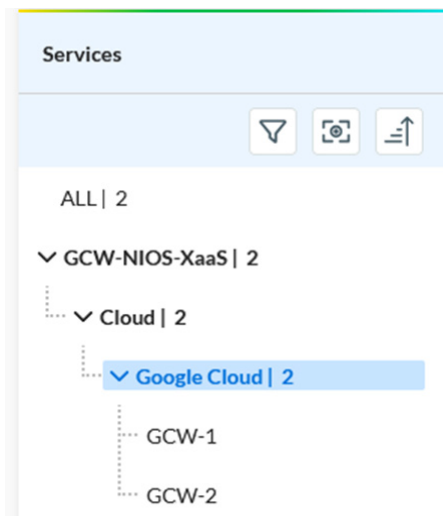 Services
ALL | 2
GCW-NIOS-XaaS | 2
Cloud | 2
Google Cloud | 2
GCW-1
GCW-2